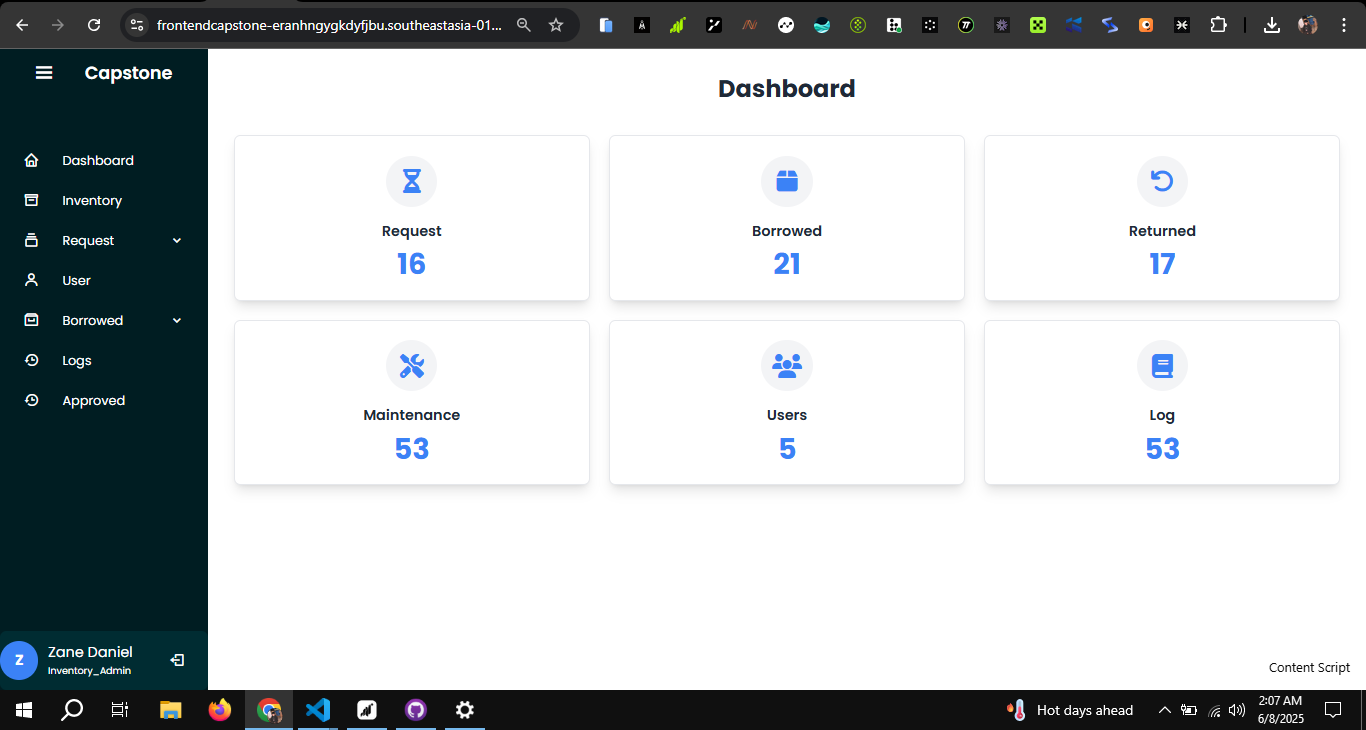 frontendcapstone-eranhngygkdyfjbu.southeastasia-01...
Capstone
Dashboard
Inventory
Request
User
Borrowed
Logs
Approved
Z
Zane Daniel
Inventory_Admin
Dashboard
Request
16
Borrowed
21
Returned
17
Maintenance
53
Users
5
Log
53
Content Script
Hot days ahead
2:07 AM
6/8/2025